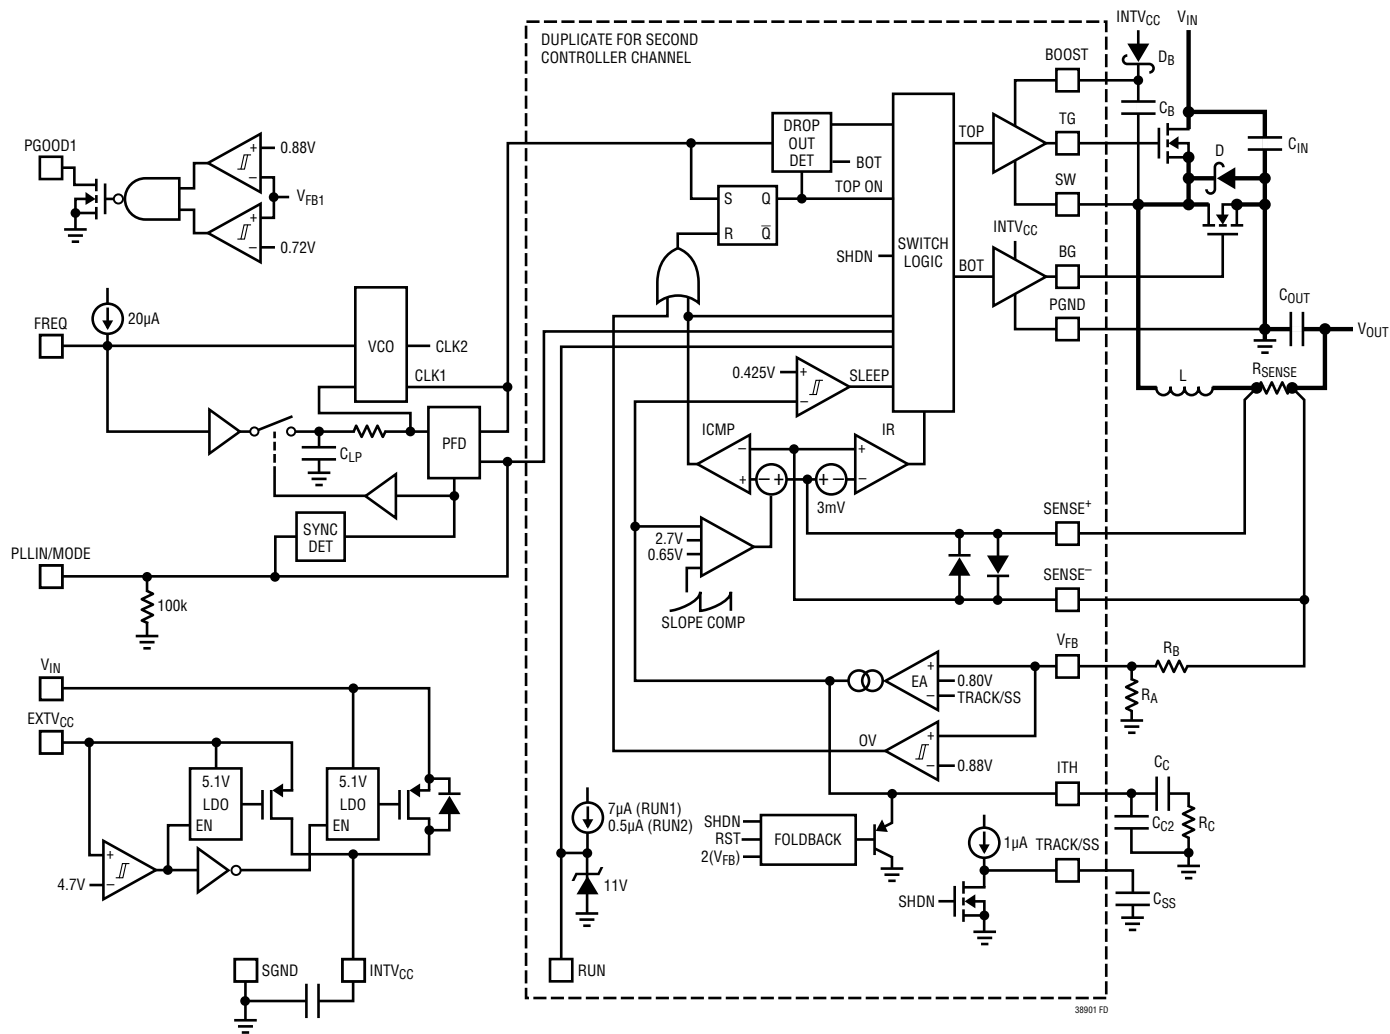 DUPLICATE FOR SECOND
CONTROLLER CHANNEL
INTVCC
VIN
DB
BOOST
CB
TG
CIN
D
SW
INTVCC
BG
PGND
COUT
VOUT
L
RSENSE
PGOOD1
0.88V
+
–
VFB1
+
–
0.72V
DROP
OUT
DET
BOT
TOP ON
S
Q
R
Q̅
SHDN
SWITCH
LOGIC
TOP
BOT
20µA
FREQ
VCO
CLK2
CLK1
PFD
CLP
SYNC
DET
PLLIN/MODE
100k
0.425V
+
–
SLEEP
ICMP
–
+
– +
+ –
3mV
IR
+
–
2.7V
0.65V
SLOPE COMP
SENSE+
SENSE–
VFB
RB
RA
EA
+
0.80V
–
TRACK/SS
OV
+
–
0.88V
ITH
CC
CC2
RC
VIN
EXTVCC
5.1V
LDO
EN
5.1V
LDO
EN
+
–
4.7V
7µA (RUN1)
0.5µA (RUN2)
11V
SHDN
RST
2(VFB)
FOLDBACK
1µA
TRACK/SS
SHDN
CSS
SGND
INTVCC
RUN
38901 FD